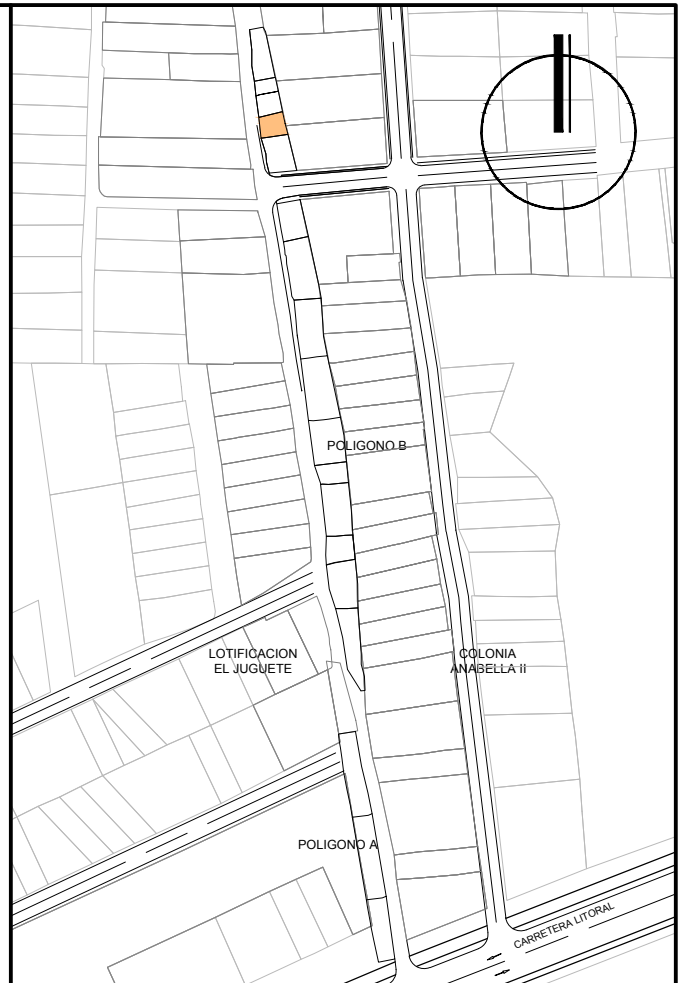 POLIGONO B
LOTIFICACION
EL JUGUETE
COLONIA
ANABELLA II
POLIGONO A
CARRETERA LITORAL